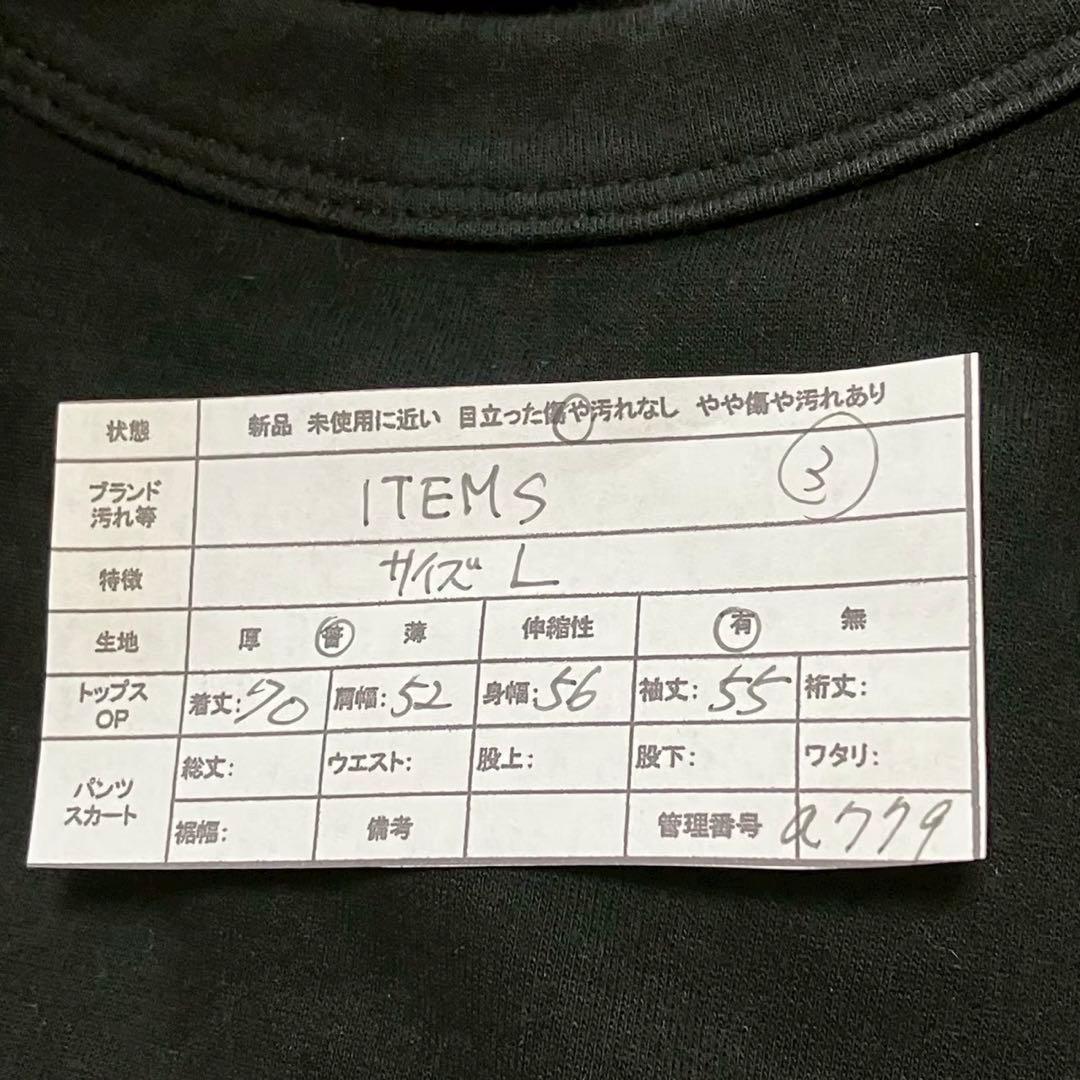 状態 新品 未使用に近い 目立った傷や汚れなし やや傷や汚れあり
ブランド
汚れ等 ITEMS ③
特徴 サイズ L
生地 厚 普 薄 伸縮性 有 無
トップス
OP 着丈:70 肩幅:52 身幅:56 袖丈:55 裄丈:
パンツ
スカート 総丈: ウエスト: 股上: 股下: ワタリ:
裾幅: 備考 管理番号 a779